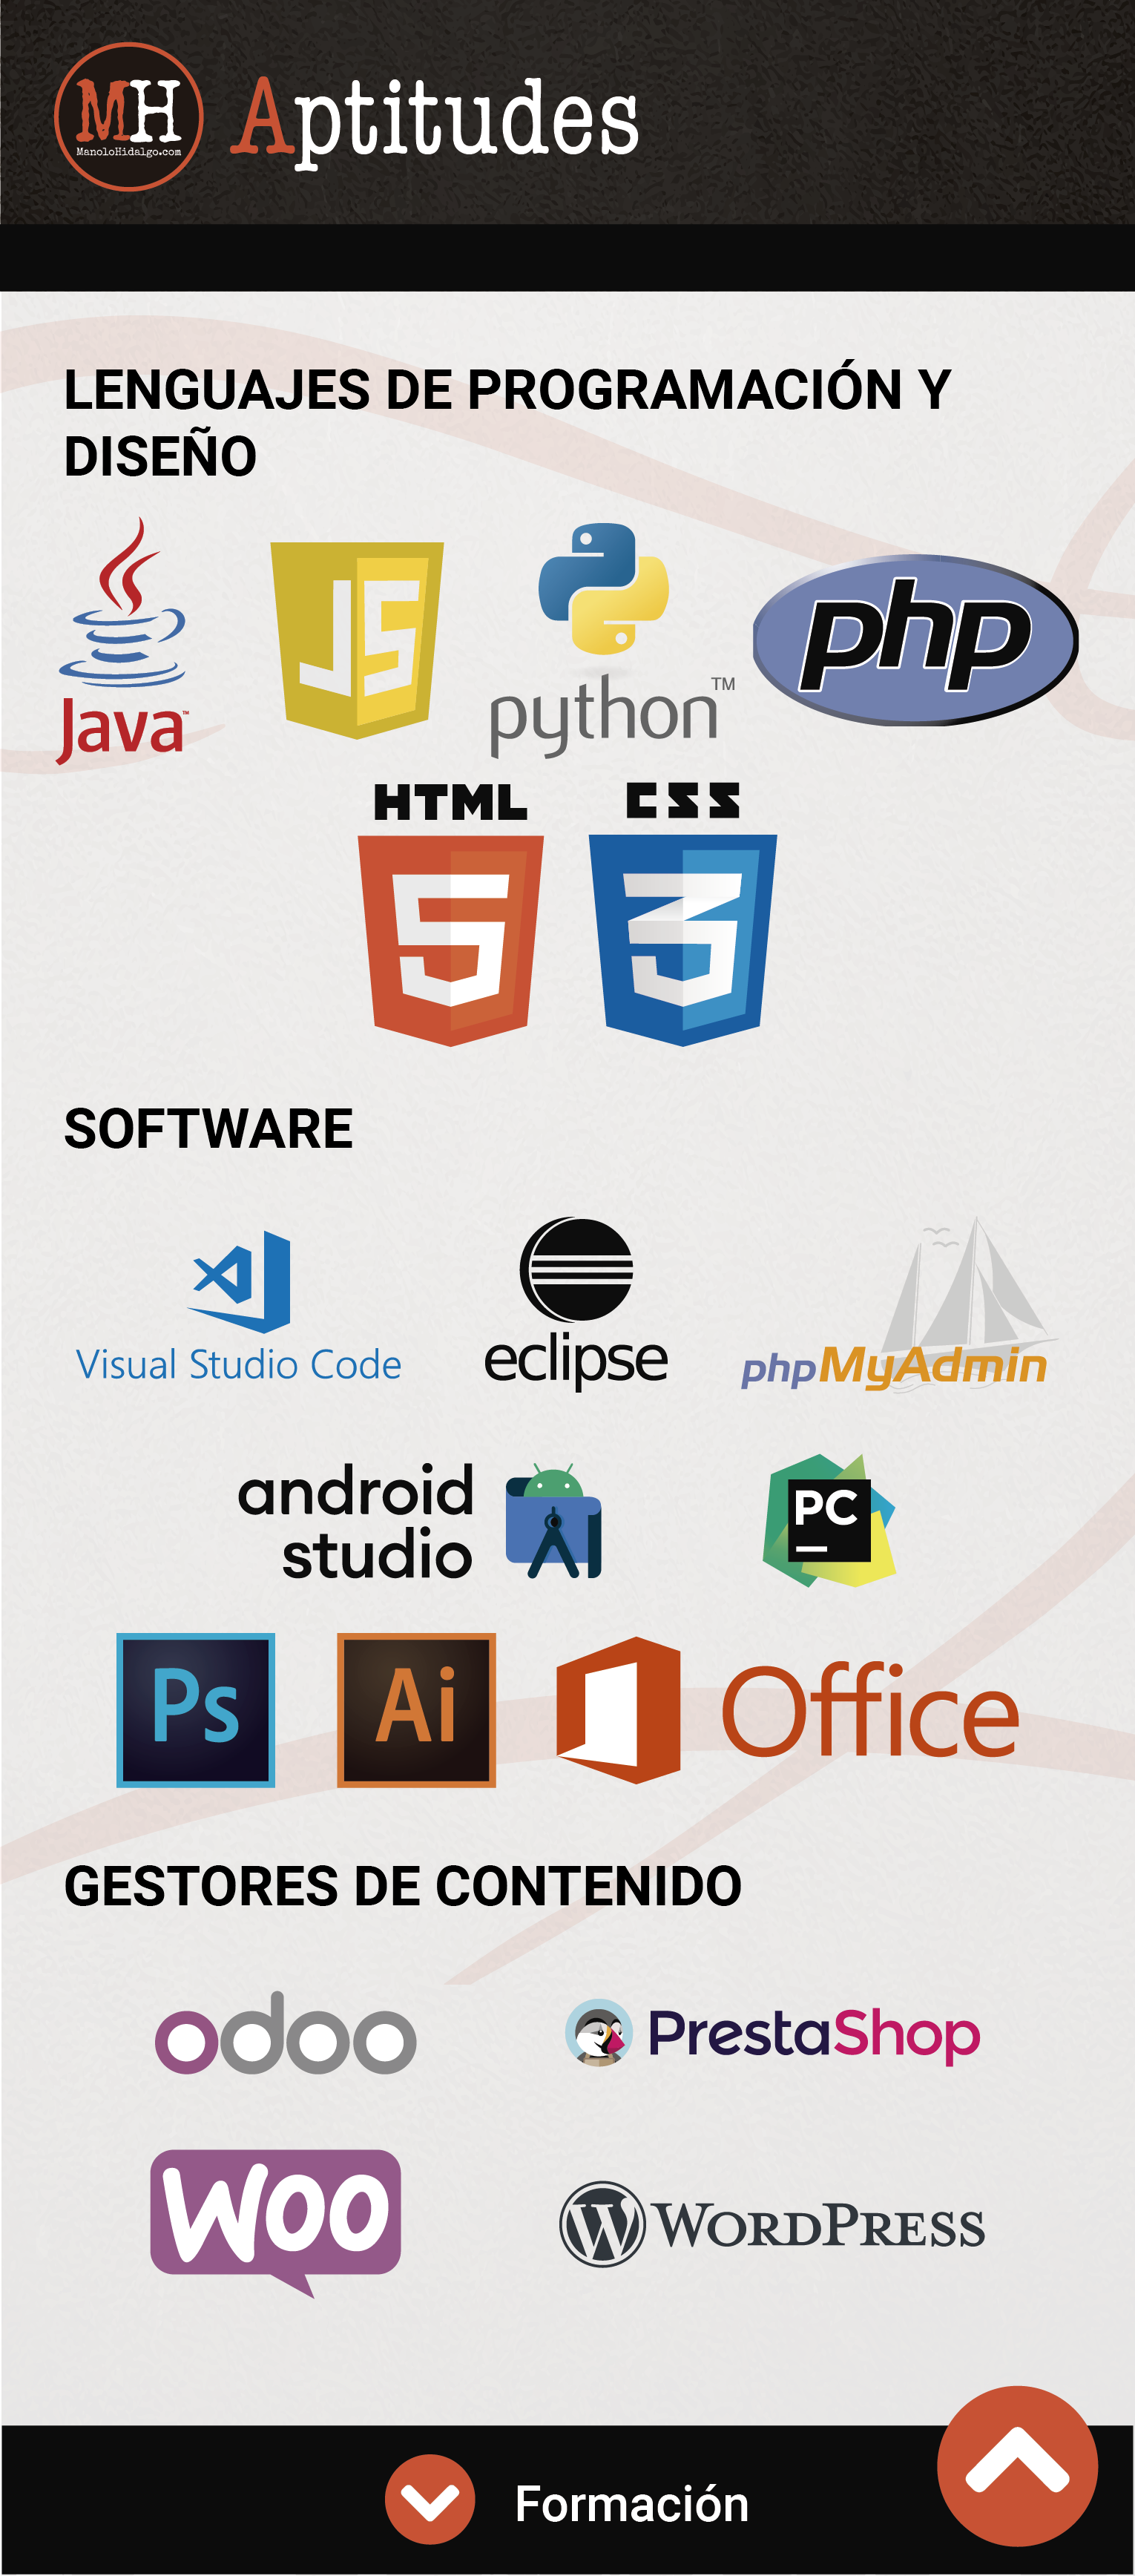 MH
ManoloHidalgo.com
Aptitudes
LENGUAJES DE PROGRAMACIÓN Y
DISEÑO
Java™
JS
python™
php
HTML
5
CSS
3
SOFTWARE
Visual Studio Code
eclipse
phpMyAdmin
android
studio
PC
Ps
Ai
Office
GESTORES DE CONTENIDO
odoo
PrestaShop
WOO
W WORDPRESS
Formación